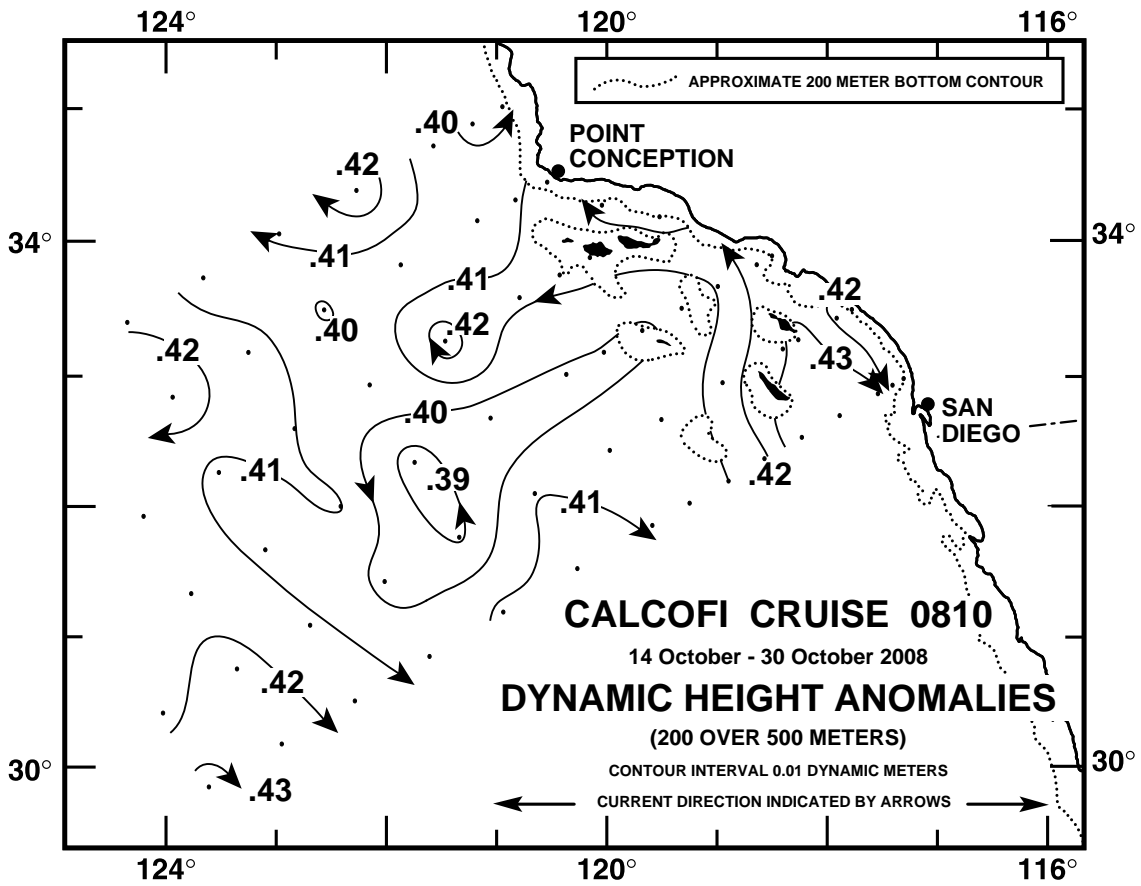 124° 120° 116°
APPROXIMATE 200 METER BOTTOM CONTOUR
.40
POINT
CONCEPTION
.42
34° 34°
.41
.41
.42
.40
.42
.42
.43
.40
SAN
DIEGO
.41
.39
.42
.41
CALCOFI CRUISE 0810
14 October - 30 October 2008
.42
DYNAMIC HEIGHT ANOMALIES
(200 OVER 500 METERS)
30° 30°
CONTOUR INTERVAL 0.01 DYNAMIC METERS
.43
CURRENT DIRECTION INDICATED BY ARROWS
124° 120° 116°